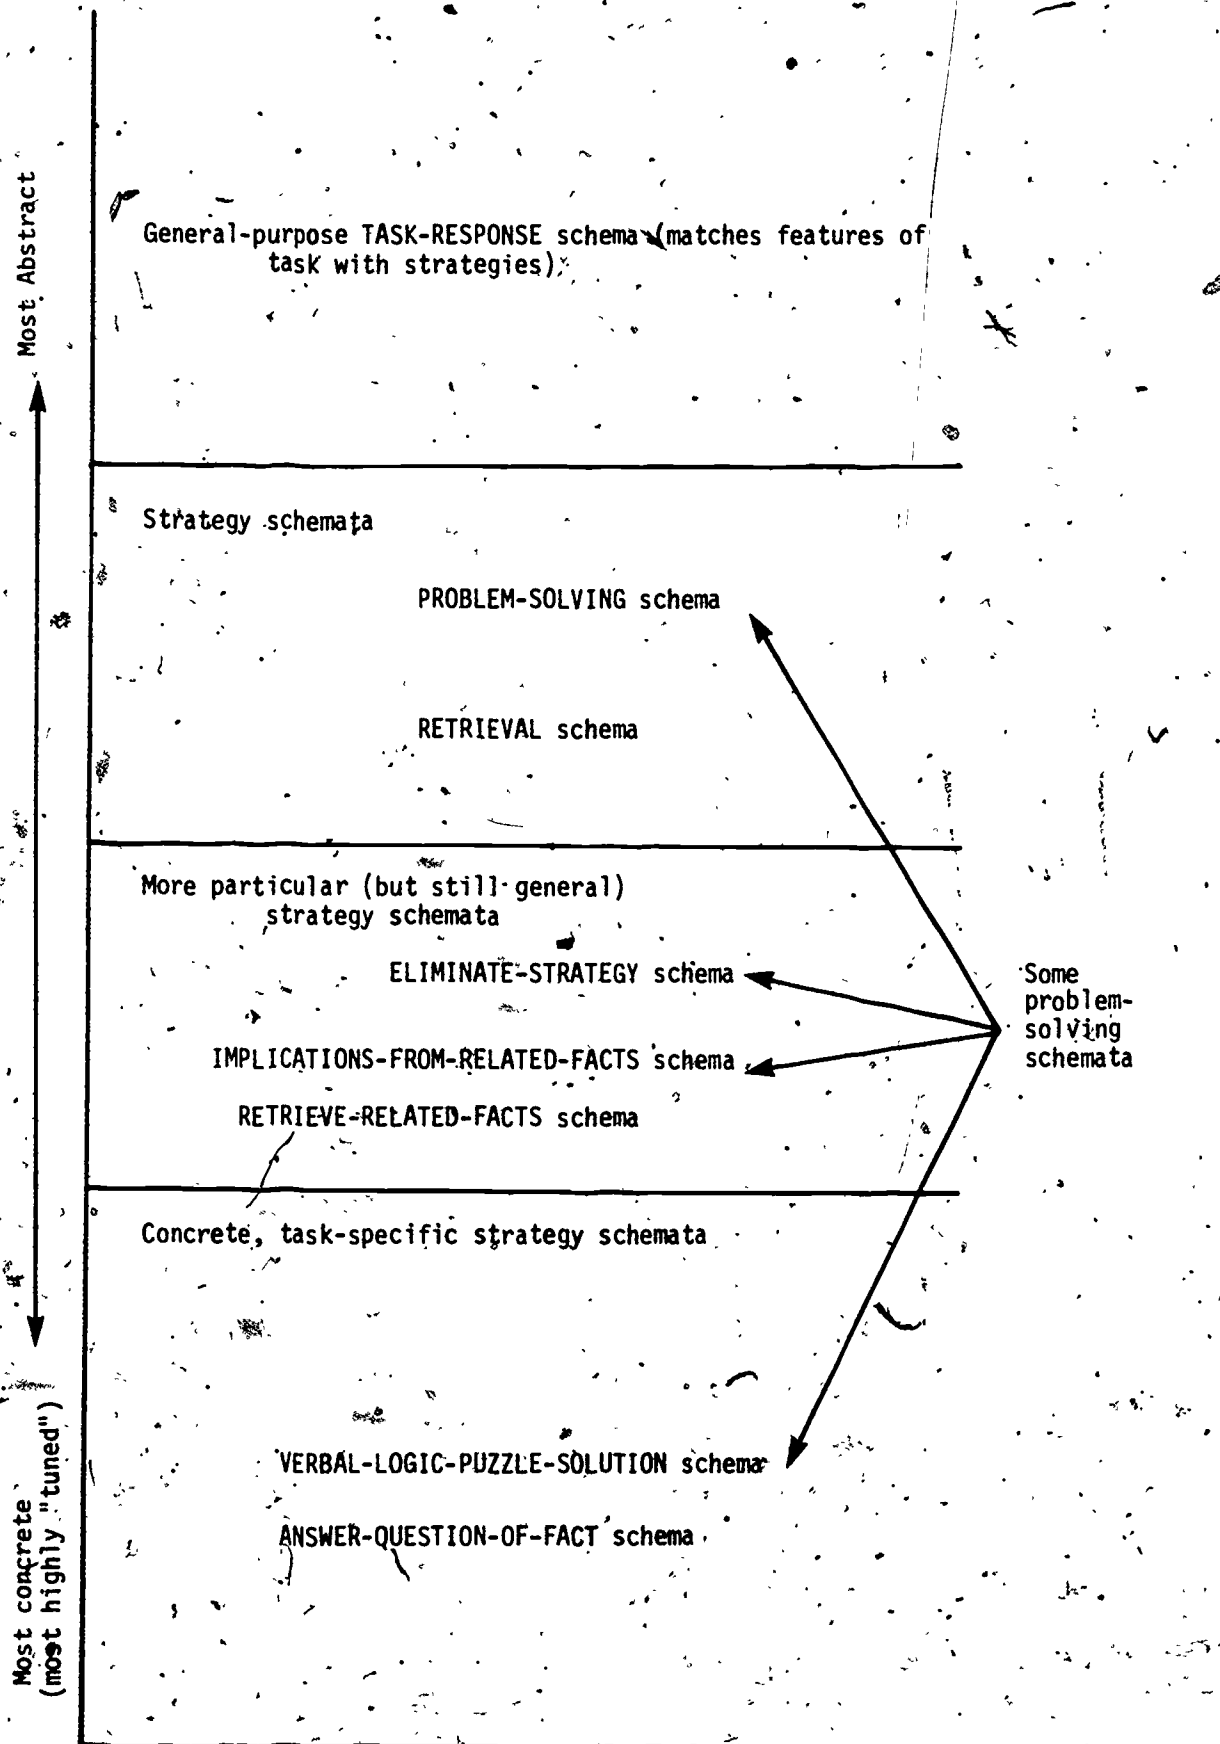 Most Abstract
General-purpose TASK-RESPONSE schema (matches features of
task with strategies)
Strategy schemata
PROBLEM-SOLVING schema
RETRIEVAL schema
More particular (but still general)
strategy schemata
ELIMINATE-STRATEGY schema
IMPLICATIONS-FROM-RELATED-FACTS schema
RETRIEVE-RELATED-FACTS schema
Some
problem-
solving
schemata
Concrete, task-specific strategy schemata
VERBAL-LOGIC-PUZZLE-SOLUTION schema
ANSWER-QUESTION-OF-FACT schema
Most concrete
(most highly "tuned")